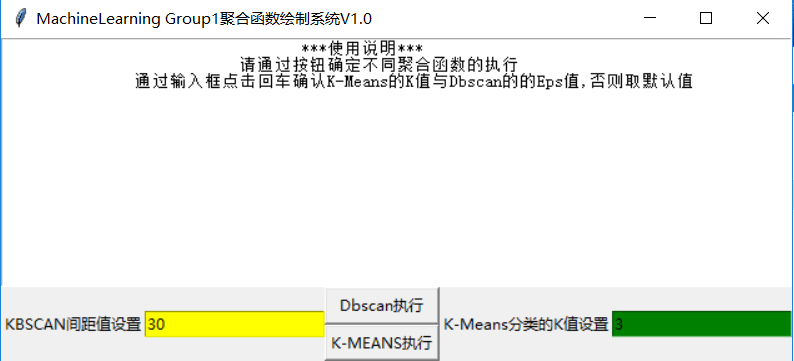 MachineLearning Group1聚合函数绘制系统V1.0
***使用说明***
请通过按钮确定不同聚合函数的执行
通过输入框点击回车确认K-Means的K值与Dbscan的的Eps值,否则取默认值
KBSCAN间距值设置 30
Dbscan执行
K-MEANS执行
K-Means分类的K值设置 3